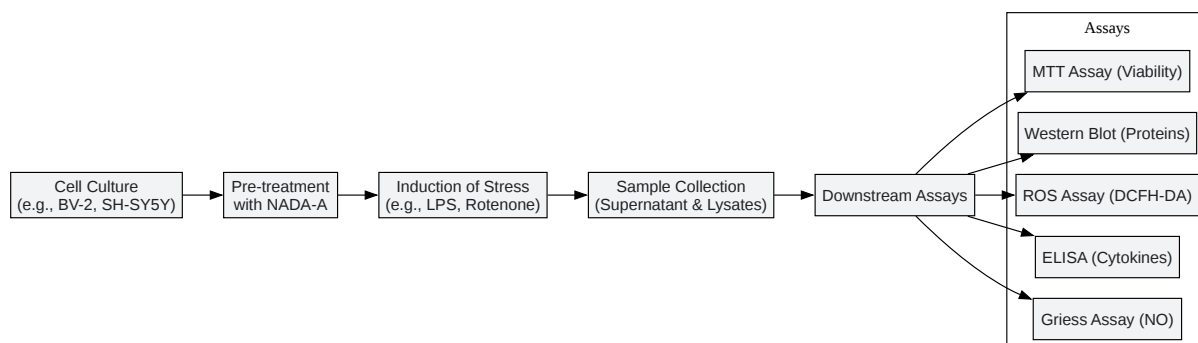 Assays
MTT Assay (Viability)
Western Blot (Proteins)
Cell Culture
(e.g., BV-2, SH-SY5Y)
Pre-treatment
with NADA-A
Induction of Stress
(e.g., LPS, Rotenone)
Sample Collection
(Supernatant & Lysates)
Downstream Assays
ROS Assay (DCFH-DA)
ELISA (Cytokines)
Griess Assay (NO)